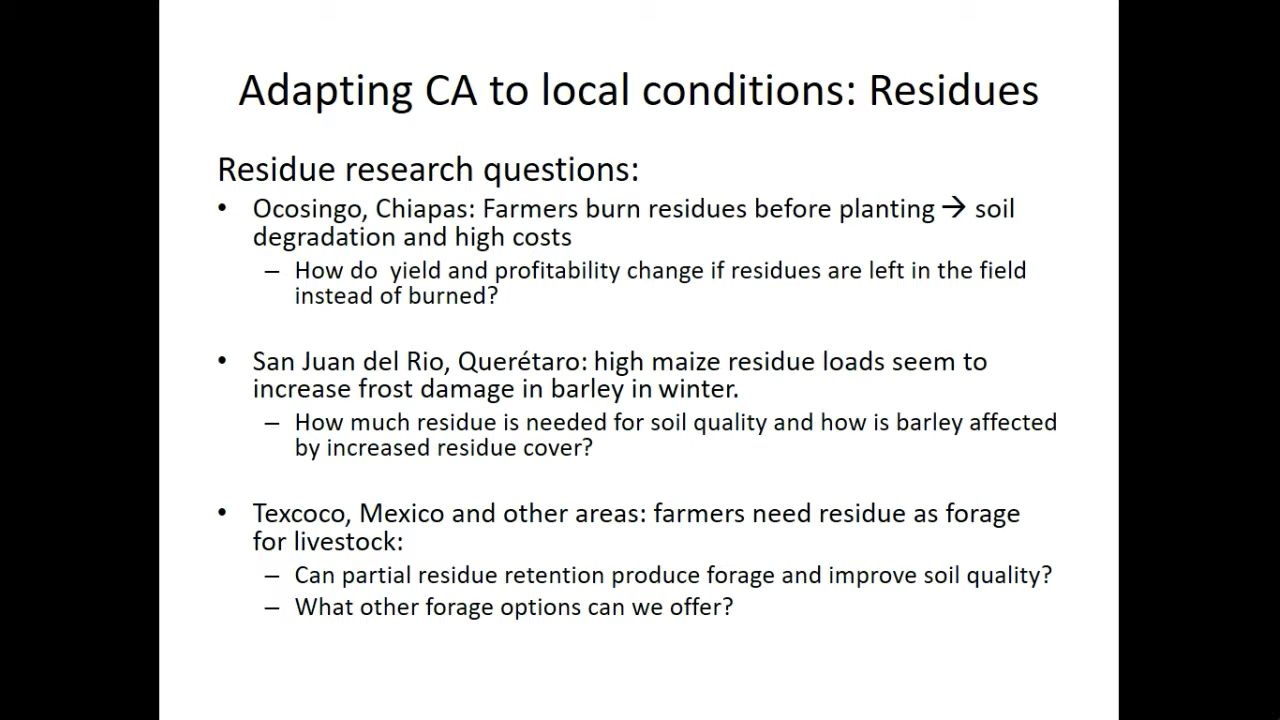 Adapting CA to local conditions: Residues
Residue research questions:
• Ocosingo, Chiapas: Farmers burn residues before planting → soil
degradation and high costs
– How do  yield and profitability change if residues are left in the field
instead of burned?
• San Juan del Rio, Querétaro: high maize residue loads seem to
increase frost damage in barley in winter.
– How much residue is needed for soil quality and how is barley affected
by increased residue cover?
• Texcoco, Mexico and other areas: farmers need residue as forage
for livestock:
– Can partial residue retention produce forage and improve soil quality?
– What other forage options can we offer?